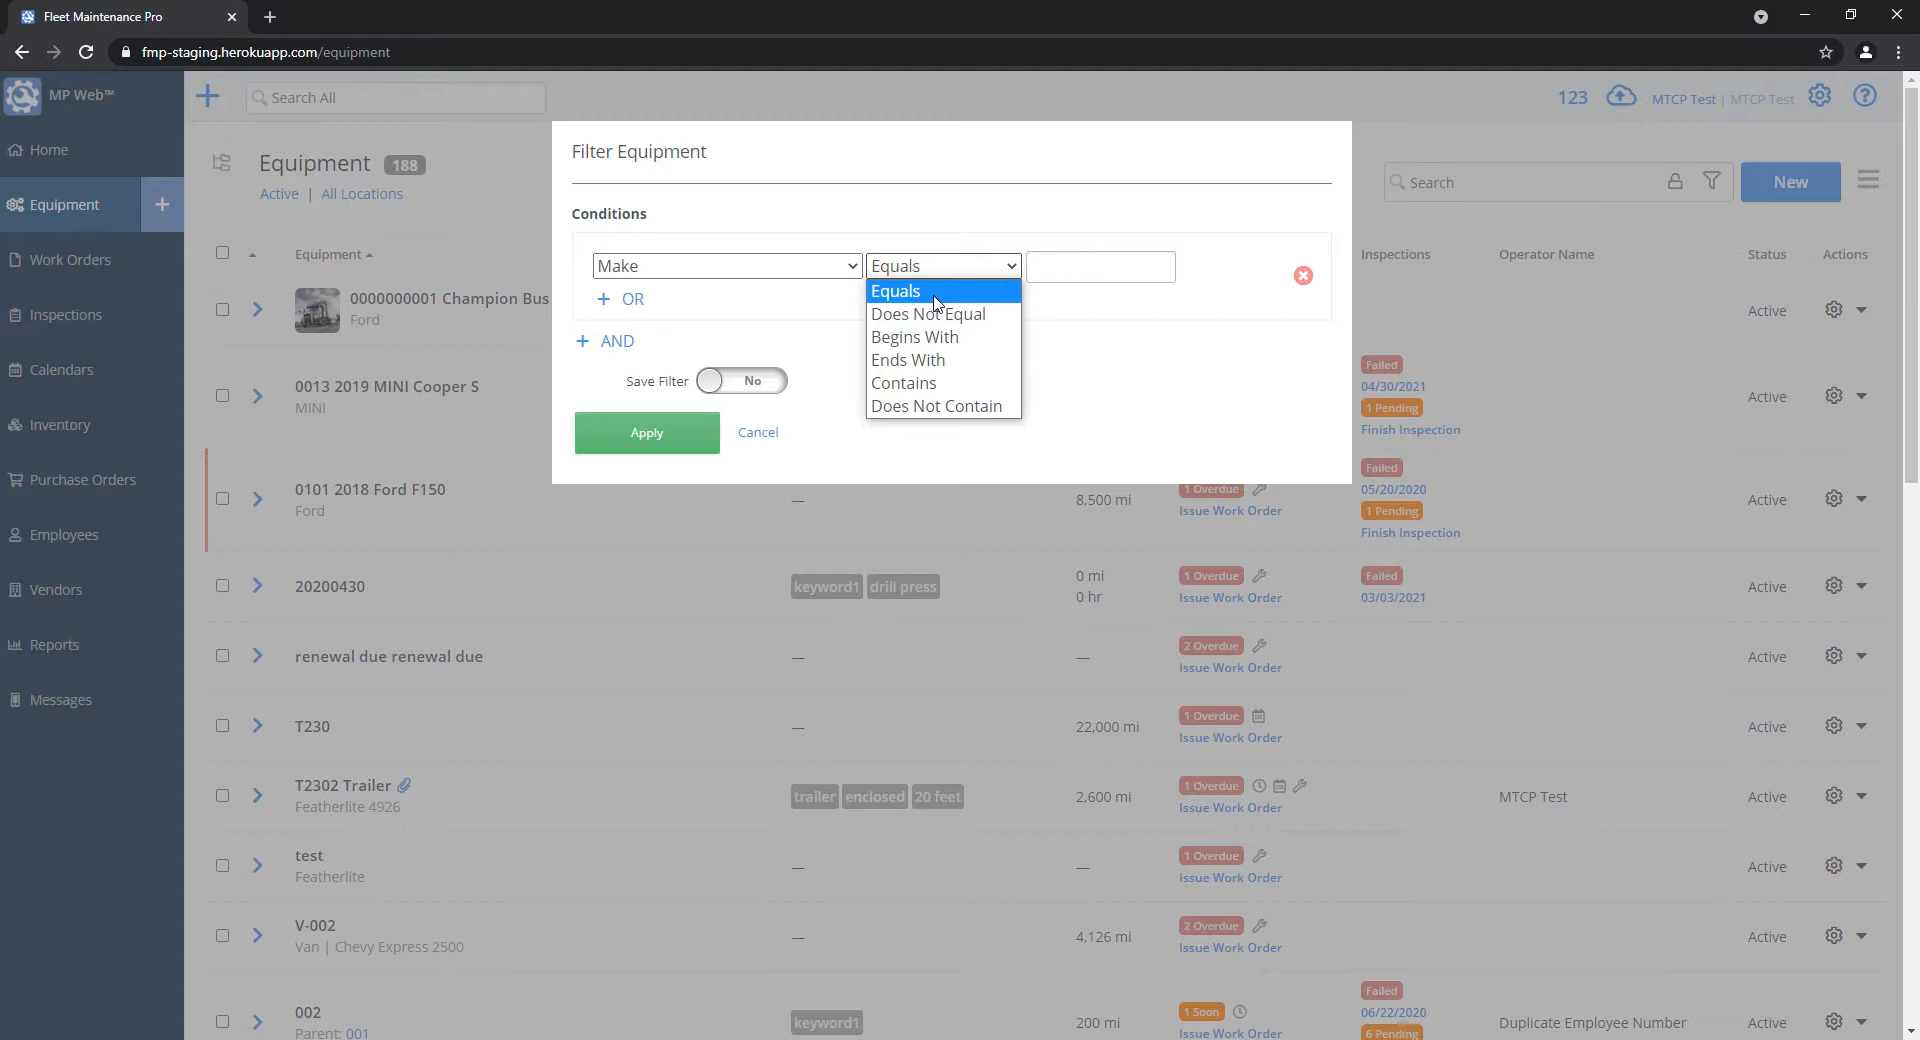 Fleet Maintenance Pro
fmp-staging.herokuapp.com/equipment
MP Web™
Search All
123
MTCP Test | MTCP Test
Home
Equipment
Work Orders
Inspections
Calendars
Inventory
Purchase Orders
Employees
Vendors
Reports
Messages
Equipment 188
Active | All Locations
Search
New
Filter Equipment
Conditions
Make
Equals
Equals
Does Not Equal
Begins With
Ends With
Contains
Does Not Contain
+ OR
+ AND
Save Filter No
Apply
Cancel
Equipment
Inspections
Operator Name
Status
Actions
0000000001 Champion Bus
Ford
Active
0013 2019 MINI Cooper S
MINI
Failed
04/30/2021
1 Pending
Finish Inspection
Active
0101 2018 Ford F150
Ford
—
8,500 mi
1 Overdue
Issue Work Order
Failed
05/20/2020
1 Pending
Finish Inspection
Active
20200430
keyword1 drill press
0 mi
0 hr
1 Overdue
Issue Work Order
Failed
03/03/2021
Active
renewal due renewal due
—
—
2 Overdue
Issue Work Order
Active
T230
—
22,000 mi
1 Overdue
Issue Work Order
Active
T2302 Trailer
Featherlite 4926
trailer enclosed 20 feet
2,600 mi
1 Overdue
Issue Work Order
MTCP Test
Active
test
Featherlite
—
—
1 Overdue
Issue Work Order
Active
V-002
Van | Chevy Express 2500
—
4,126 mi
2 Overdue
Issue Work Order
Active
002
Parent: 001
keyword1
200 mi
1 Soon
Issue Work Order
Failed
06/22/2020
6 Pending
Duplicate Employee Number
Active